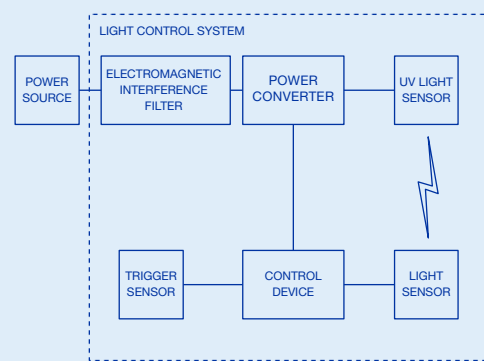 LIGHT CONTROL SYSTEM
POWER
SOURCE
ELECTROMAGNETIC
INTERFERENCE
FILTER
POWER
CONVERTER
UV LIGHT
SENSOR
TRIGGER
SENSOR
CONTROL
DEVICE
LIGHT
SENSOR